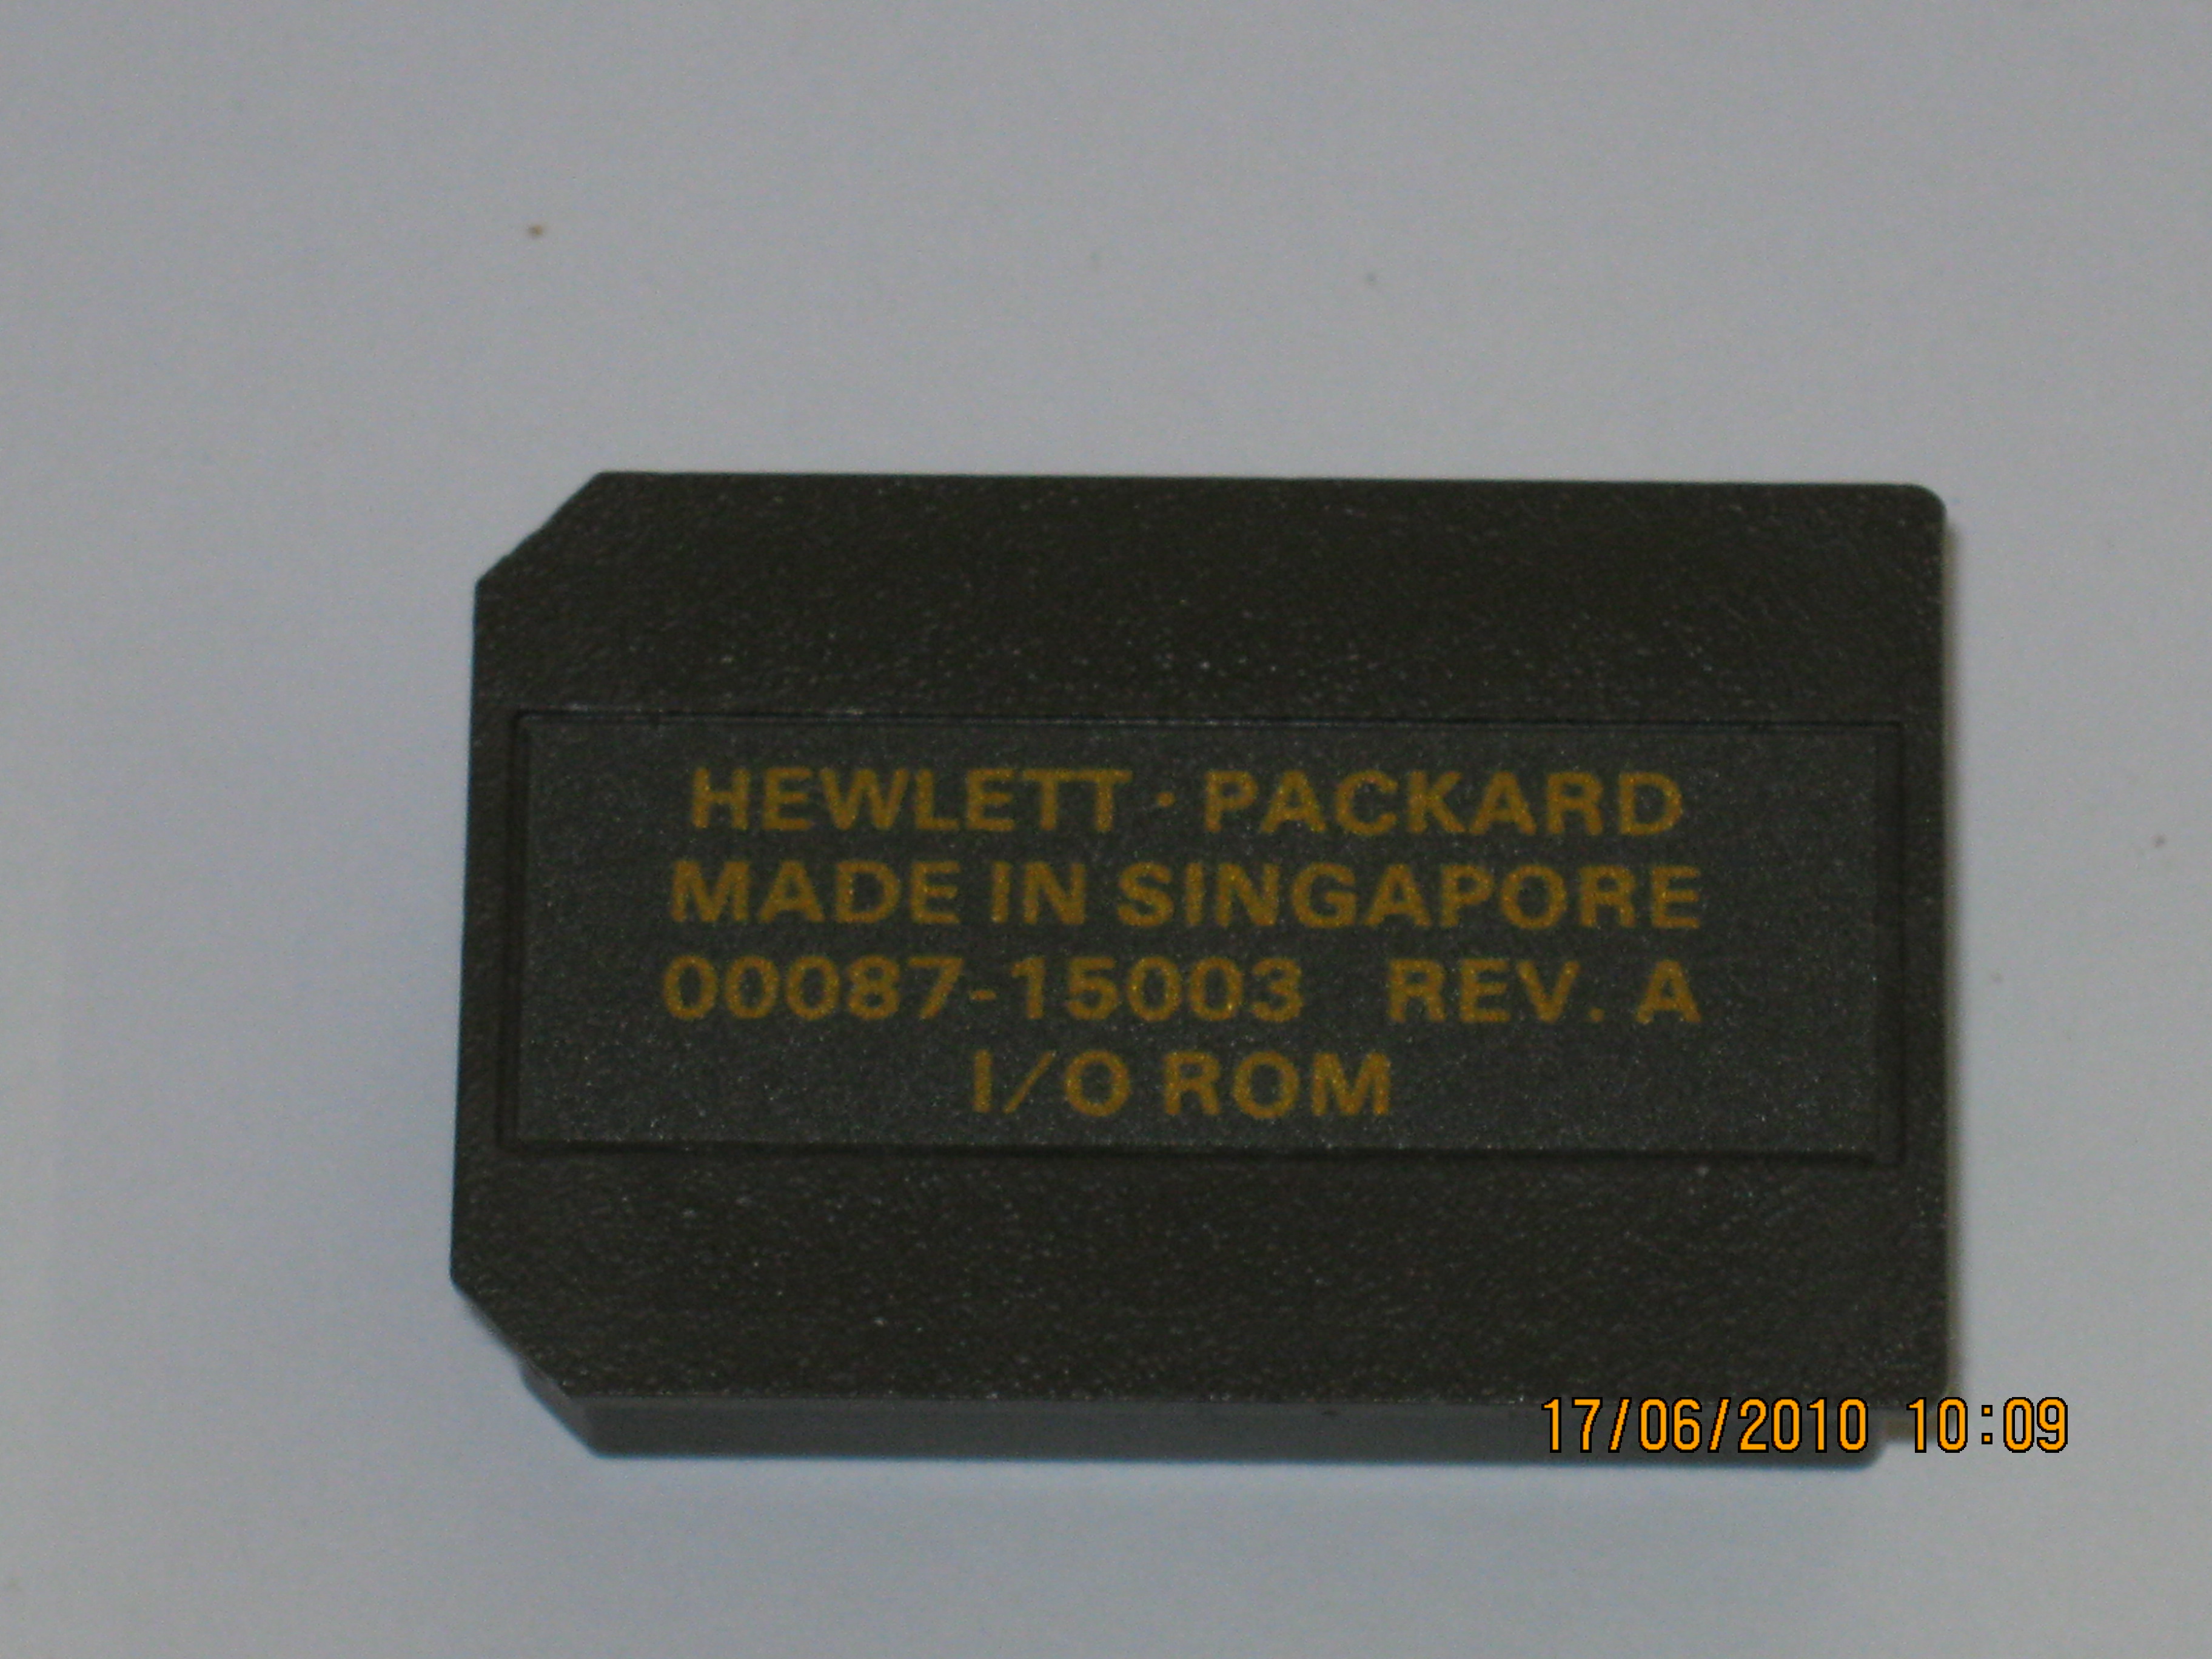 HEWLETT · PACKARD
MADE IN SINGAPORE
00087-15003 REV. A
I/O ROM
17/06/2010 10:09